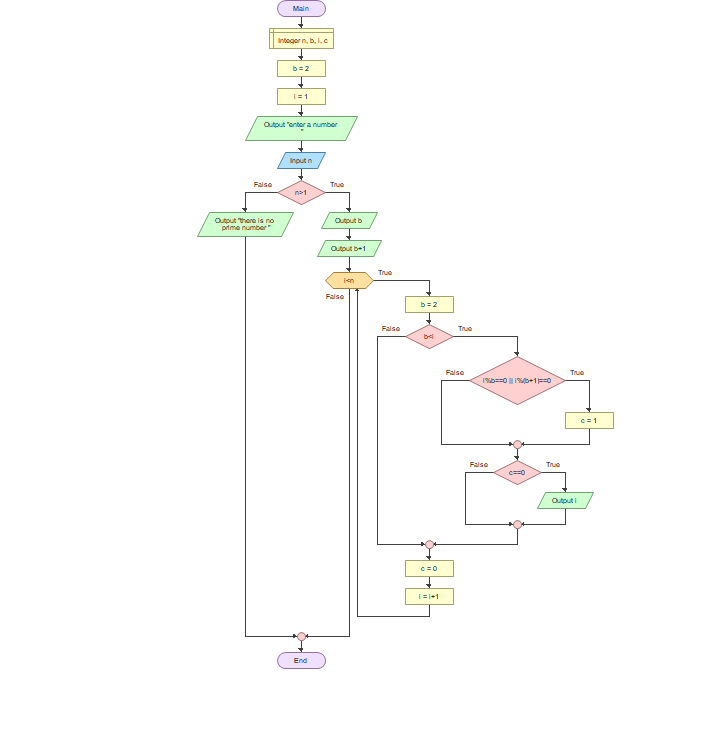 Main
Integer n, b, i, c
b = 2
i = 1
Output "enter a number
"
Input n
False
n>1
True
Output "there is no
prime number "
Output b
Output b+1
i<n
True
False
b = 2
False
b<i
True
False
i%b==0 || i%(b+1)==0
True
c = 1
False
c==0
True
Output i
c = 0
i = i+1
End